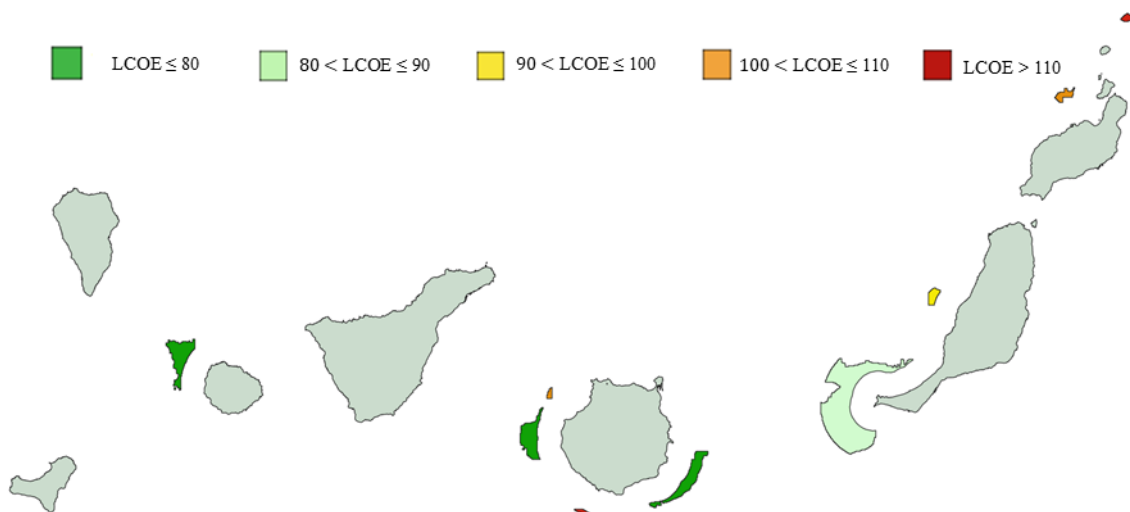 LCOE ≤ 80
80 < LCOE ≤ 90
90 < LCOE ≤ 100
100 < LCOE ≤ 110
LCOE > 110